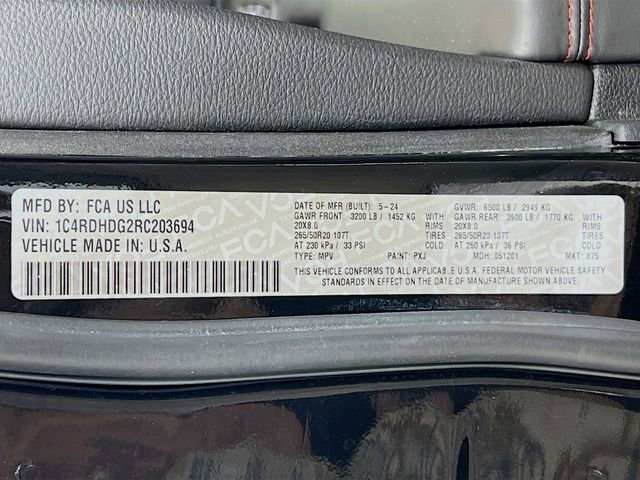 MFD BY: FCA US LLC
VIN: 1C4RDHDG2RC203694
VEHICLE MADE IN U.S.A.
DATE OF MFR (BUILT): 5-24 GVWR: 6500 LB / 2949 KG
GAWR FRONT: 3200 LB / 1452 KG WITH GAWR REAR: 3900 LB / 1770 KG WITH
20X8.0 RIMS 20X8.0 RIMS
265/50R20 107T TIRES 265/50R20 107T TIRES
AT 230 kPa / 33 PSI AT 250 kPa / 36 PSI
TYPE: MPV PAINT: PXJ MDH: 051201 MKT: 875
THIS VEHICLE CONFORMS TO ALL APPLICAB.E U.S.A. FEDERAL MOTOR VEHICLE SAFETY
STANDARDS IN EFFECT ON THE DATE OF MANUFACTURE SHOWN ABOVE.